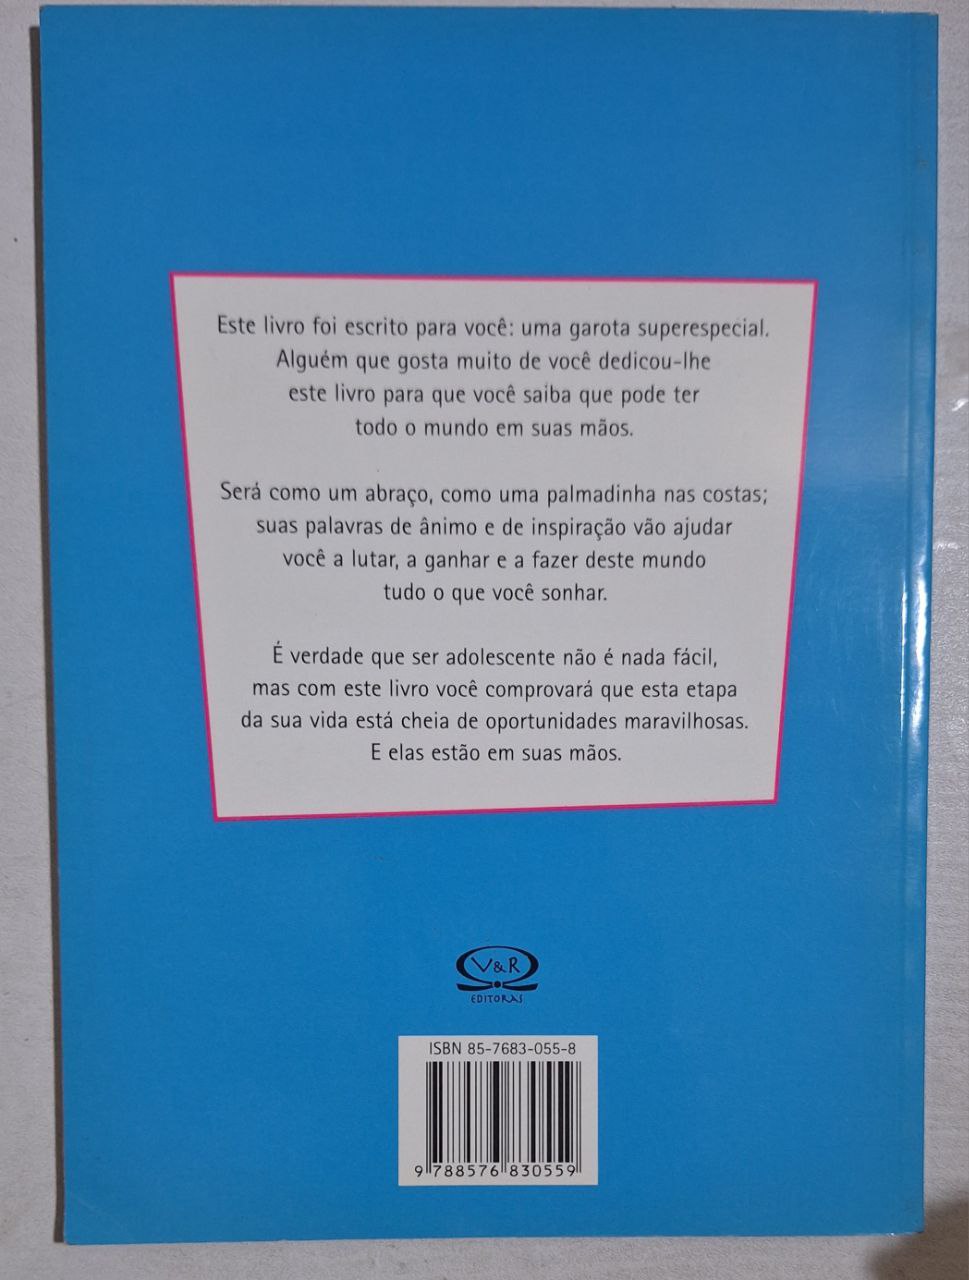 Este livro foi escrito para você: uma garota superespecial.
Alguém que gosta muito de você dedicou-lhe
este livro para que você saiba que pode ter
todo o mundo em suas mãos.
Será como um abraço, como uma palmadinha nas costas;
suas palavras de ânimo e de inspiração vão ajudar
você a lutar, a ganhar e a fazer deste mundo
tudo o que você sonhar.
É verdade que ser adolescente não é nada fácil,
mas com este livro você comprovará que esta etapa
da sua vida está cheia de oportunidades maravilhosas.
E elas estão em suas mãos.
V&R
EDITORAS
ISBN 85-7683-055-8
9 788576 830559